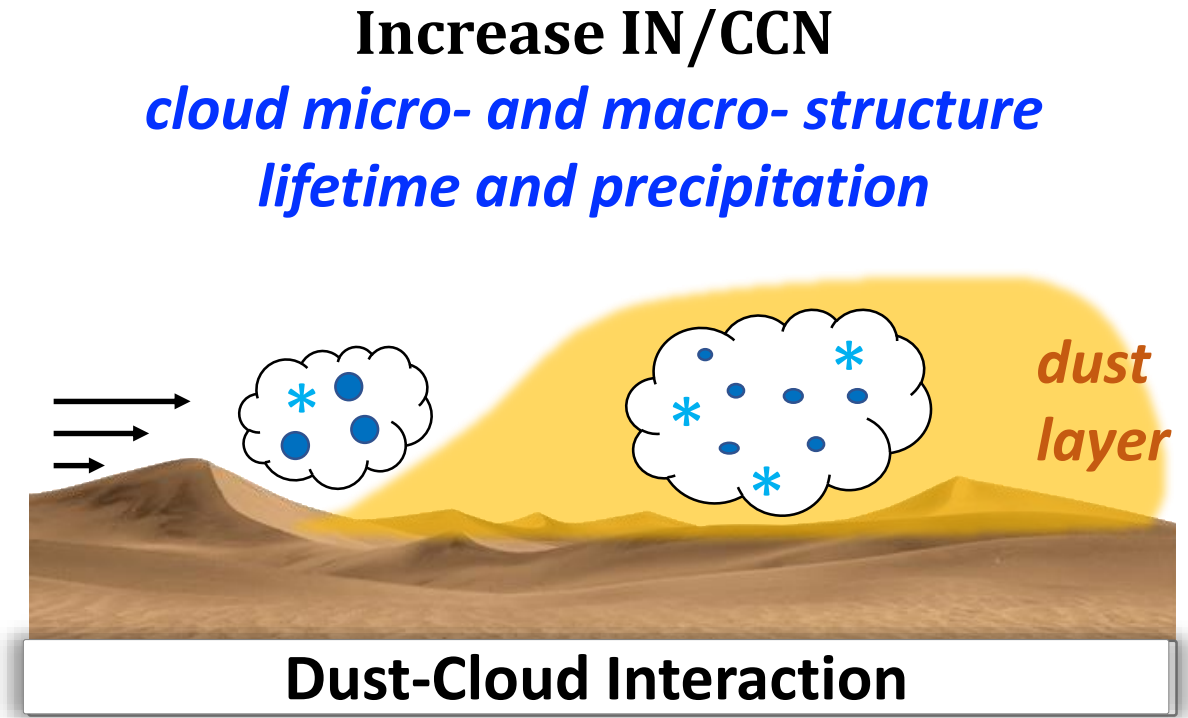 Increase IN/CCN
cloud micro- and macro- structure
lifetime and precipitation
dust
layer
Dust-Cloud Interaction